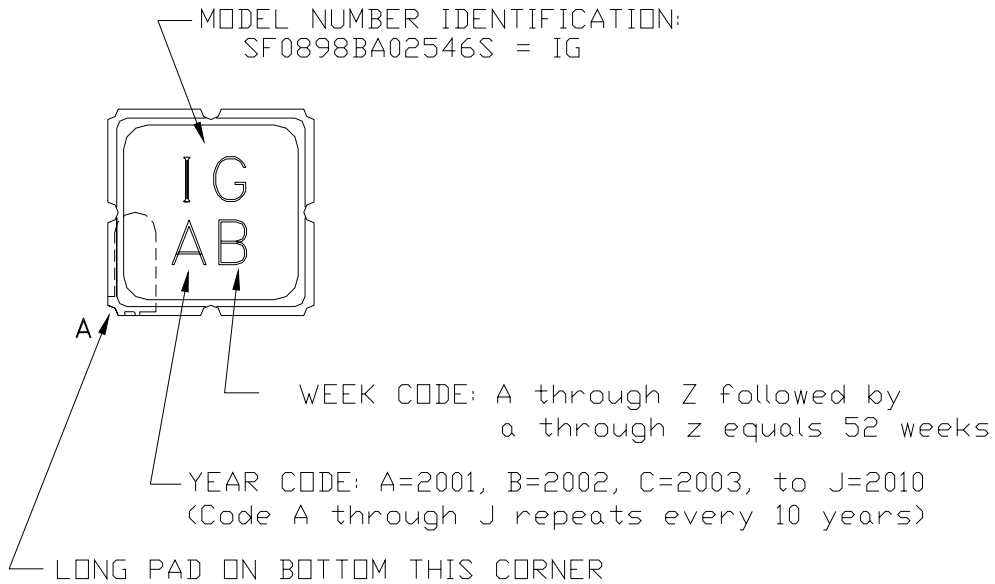 MODEL NUMBER IDENTIFICATION:
SF0898BA02546S = IG
IG
AB
A
WEEK CODE: A through Z followed by
a through z equals 52 weeks
YEAR CODE: A=2001, B=2002, C=2003, to J=2010
(Code A through J repeats every 10 years)
LONG PAD ON BOTTOM THIS CORNER